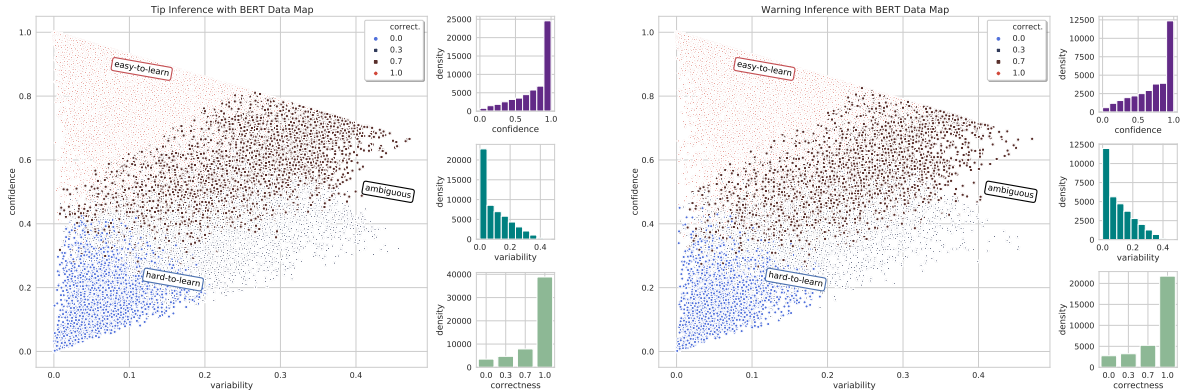 Tip Inference with BERT Data Map
1.0
0.8
0.6
0.4
0.2
0.0
confidence
0.0 0.1 0.2 0.3 0.4
variability
easy-to-learn
ambiguous
hard-to-learn
correct.
0.0
0.3
0.7
1.0
25000
20000
15000
10000
5000
0
density
0.0 0.5 1.0
confidence
20000
15000
10000
5000
0
density
0.0 0.2 0.4
variability
40000
30000
20000
10000
0
density
0.0 0.3 0.7 1.0
correctness
Warning Inference with BERT Data Map
1.0
0.8
0.6
0.4
0.2
0.0
confidence
0.0 0.1 0.2 0.3 0.4
variability
easy-to-learn
ambiguous
hard-to-learn
correct.
0.0
0.3
0.7
1.0
12500
10000
7500
5000
2500
0
density
0.0 0.5 1.0
confidence
12500
10000
7500
5000
2500
0
density
0.0 0.2 0.4
variability
20000
15000
10000
5000
0
density
0.0 0.3 0.7 1.0
correctness